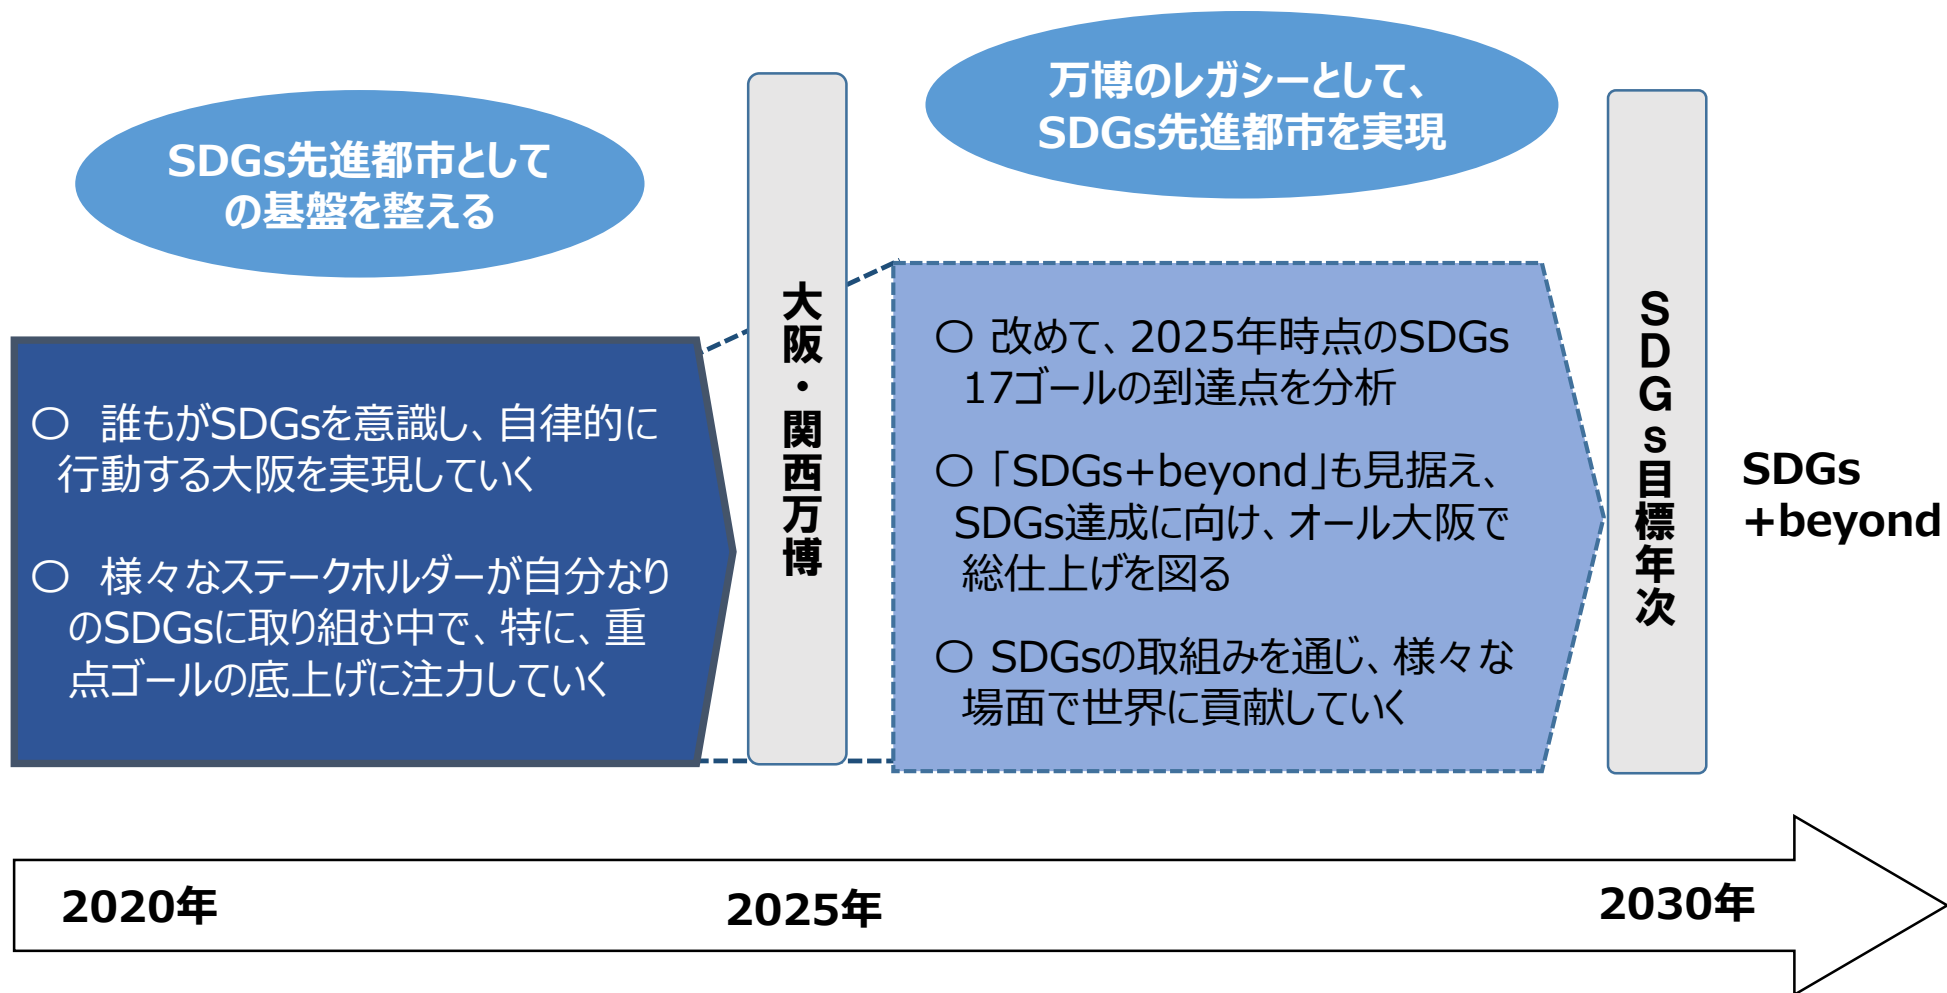 SDGs先進都市として
の基盤を整える
万博のレガシーとして、
SDGs先進都市を実現
〇 誰もがSDGsを意識し、自律的に
行動する大阪を実現していく
〇 様々なステークホルダーが自分なり
のSDGsに取り組む中で、特に、重
点ゴールの底上げに注力していく
大阪・関西万博
〇 改めて、2025年時点のSDGs
17ゴールの到達点を分析
〇「SDGs+beyond」も見据え、
SDGs達成に向け、オール大阪で
総仕上げを図る
〇 SDGsの取組みを通じ、様々な
場面で世界に貢献していく
SDGs目標年次
SDGs
+beyond
2020年
2025年
2030年